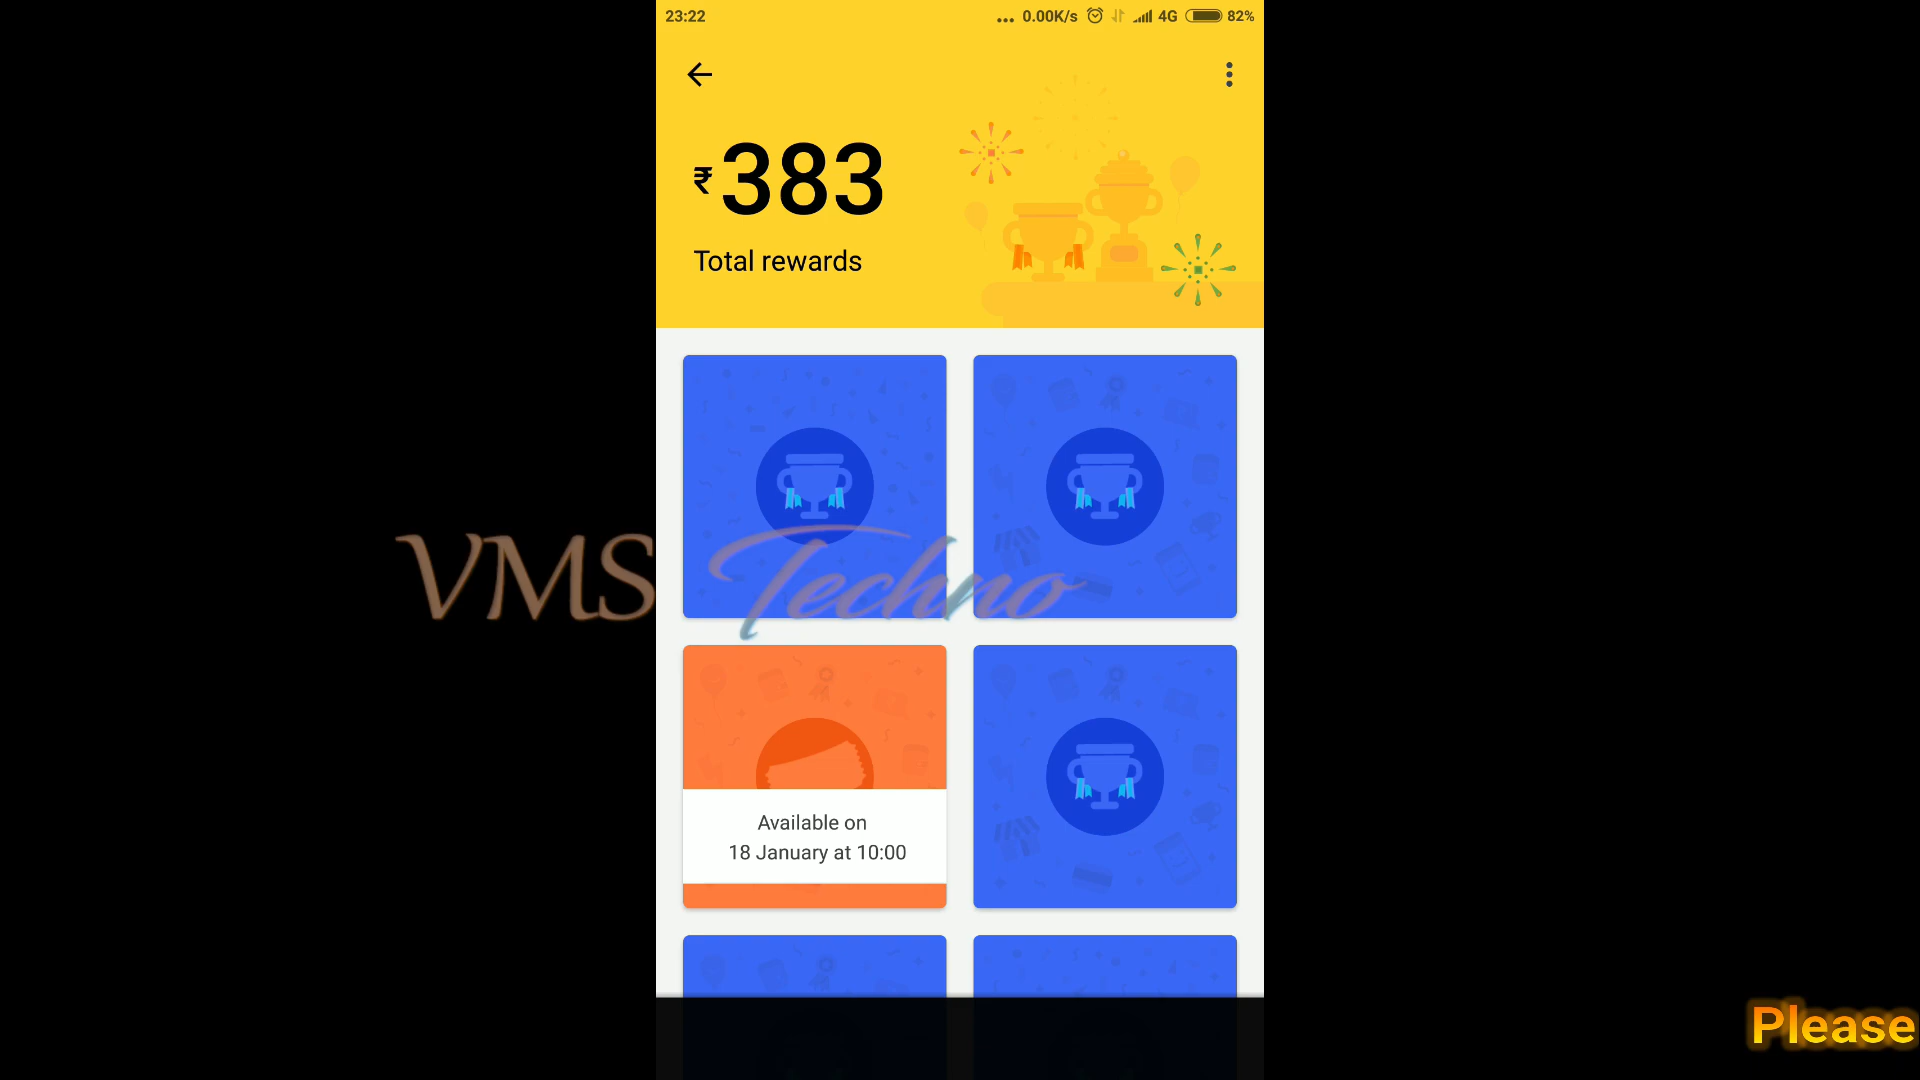 23:22
... 0.00K/s 4G 82%
₹383
Total rewards
VMS Techno
Available on
18 January at 10:00
Please